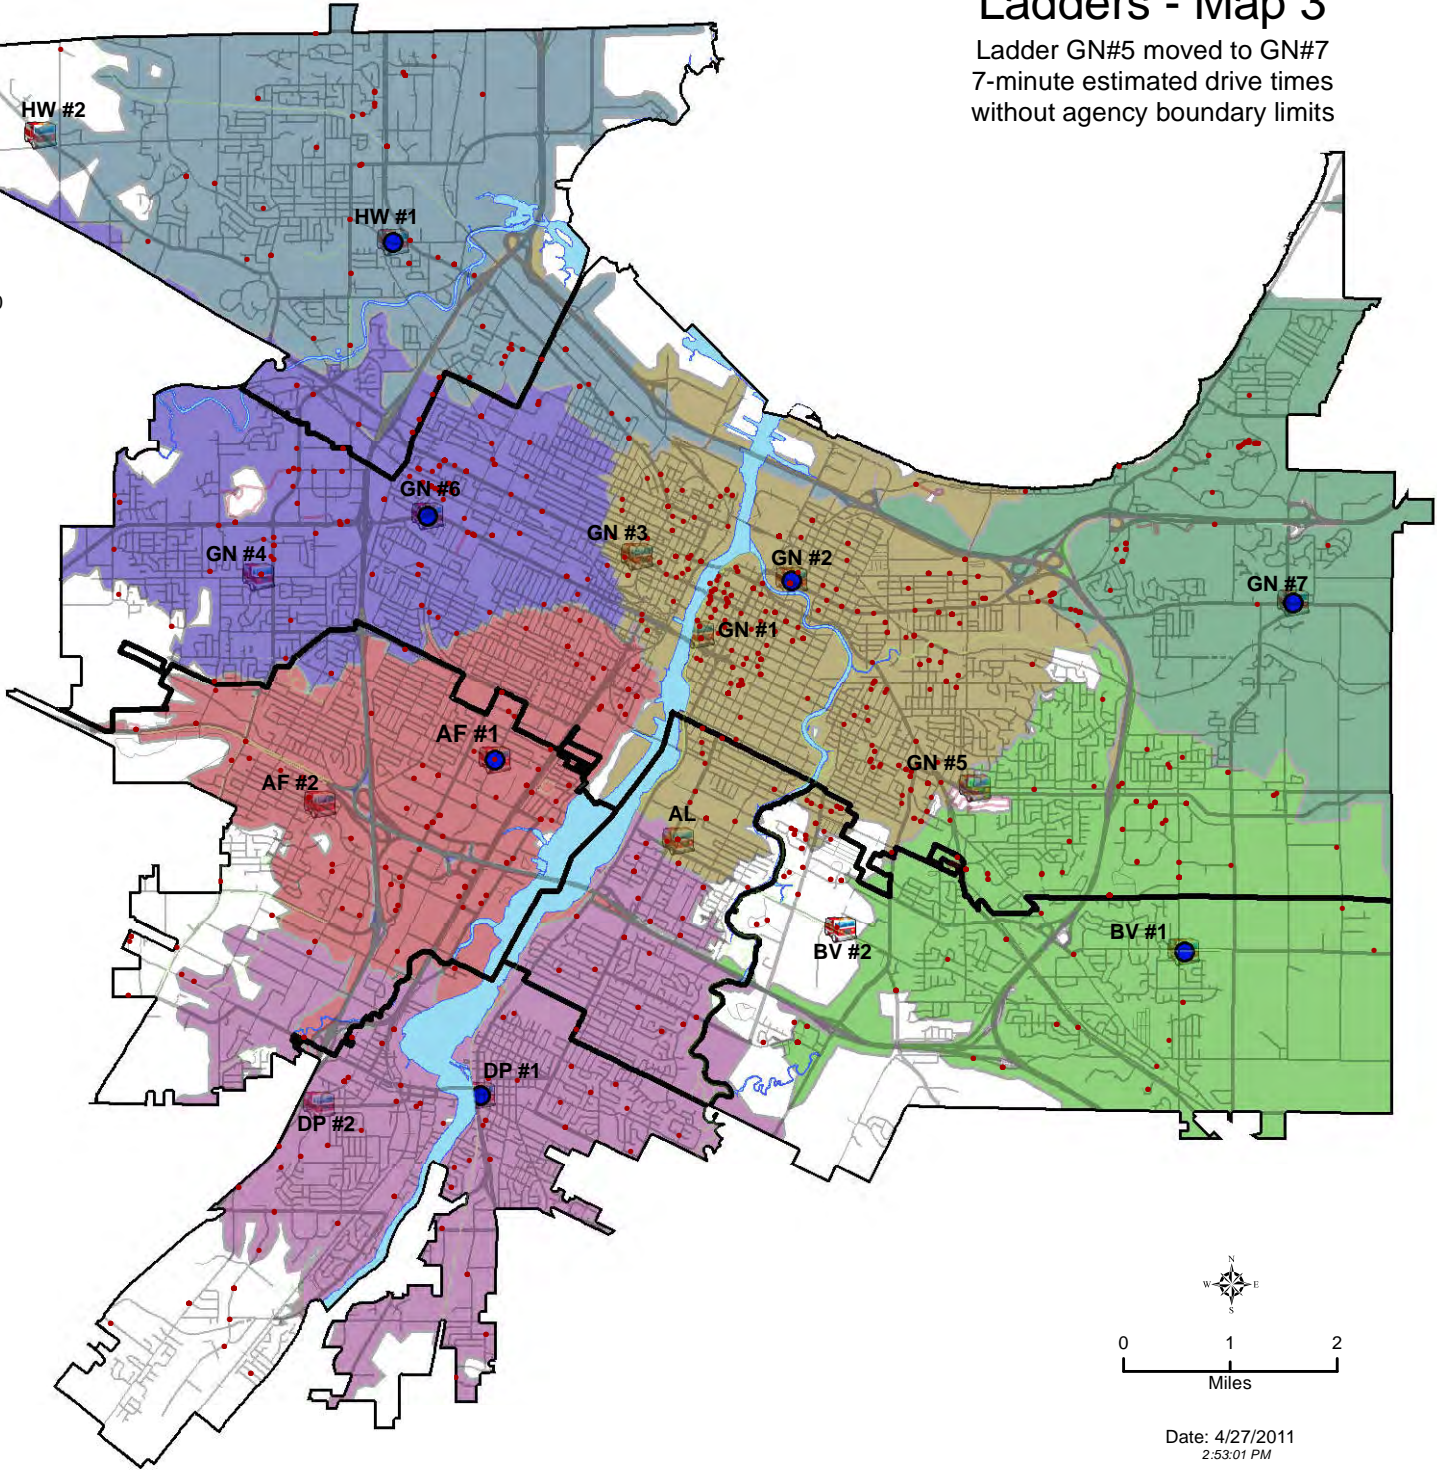 Ladders - Map 3
Ladder GN#5 moved to GN#7
7-minute estimated drive times
without agency boundary limits
HW #2
HW #1
GN #6
GN #3
GN #4
GN #2
GN #7
GN #1
AF #1
GN #5
AF #2
AL
BV #1
BV #2
DP #1
DP #2
N
W E
S
0 1 2
Miles
Date: 4/27/2011
2:53:01 PM